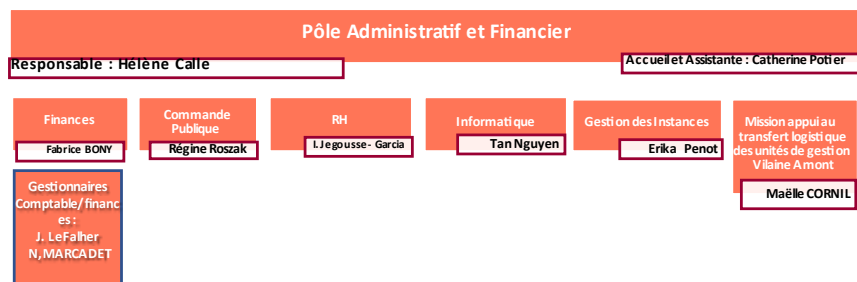 Pôle Administratif et Financier
Responsable : Hélène Calle
Accueil et Assistante : Catherine Potier
Finances
Fabrice BONY
Commande
Publique
Régine Roszak
RH
I. Jegousse- Garcia
Informatique
Tan Nguyen
Gestion des Instances
Erika Penot
Mission appui au
transfert logistique
des unités de gestion
Vilaine Amont
Maëlle CORNIL
Gestionnaires
Comptable/financ
es :
J. Le Falher
N,MARCADET